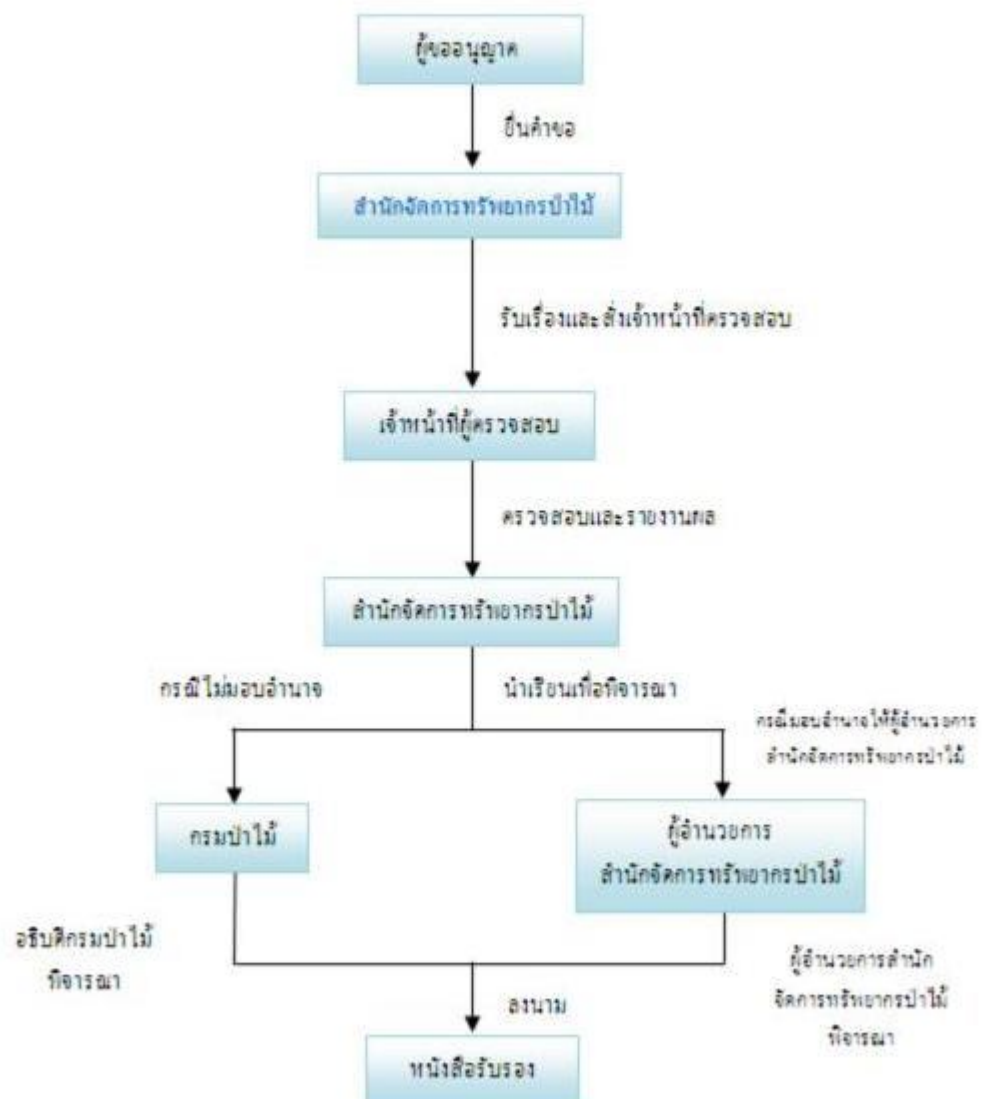 ผู้ขออนุญาต
ยื่นคำขอ
สำนักจัดการทรัพยากรป่าไม้
รับเรื่องและสั่งเจ้าหน้าที่ตรวจสอบ
เจ้าหน้าที่ผู้ตรวจสอบ
ตรวจสอบและรายงานผล
สำนักจัดการทรัพยากรป่าไม้
กรณีไม่มอบอำนาจ
นำเรียนเพื่อพิจารณา
กรณีมอบอำนาจให้ผู้อำนวยการ
สำนักจัดการทรัพยากรป่าไม้
กรมป่าไม้
ผู้อำนวยการ
สำนักจัดการทรัพยากรป่าไม้
อธิบดีกรมป่าไม้
พิจารณา
ผู้อำนวยการสำนัก
จัดการทรัพยากรป่าไม้
พิจารณา
ลงนาม
หนังสือรับรอง